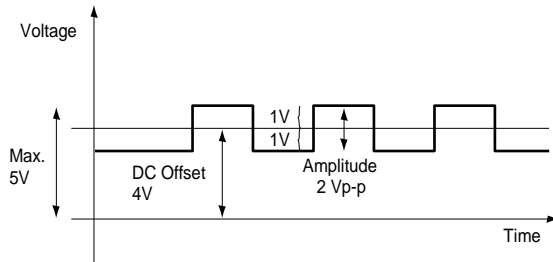 Voltage
1V
1V
Max.
5V
DC Offset
4V
Amplitude
2 Vp-p
Time